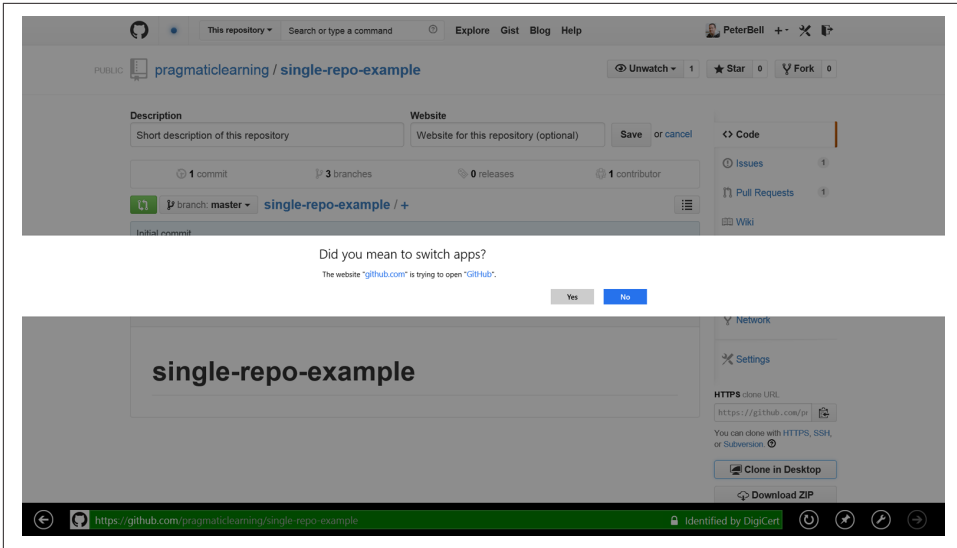 This repository Search or type a command Explore Gist Blog Help PeterBell
PUBLIC pragmaticlearning / single-repo-example Unwatch 1 Star 0 Fork 0
Description Website
Short description of this repository Website for this repository (optional) Save or cancel
<> Code
1 commit 3 branches 0 releases 1 contributor
Issues 1
Pull Requests 1
branch: master single-repo-example / +
Wiki
Initial commit
Did you mean to switch apps?
The website "github.com" is trying to open "GitHub".
Yes No
Network
single-repo-example
Settings
HTTPS clone URL
https://github.com/pr
You can clone with HTTPS, SSH,
or Subversion.
Clone in Desktop
Download ZIP
https://github.com/pragmaticlearning/single-repo-example Identified by DigiCert